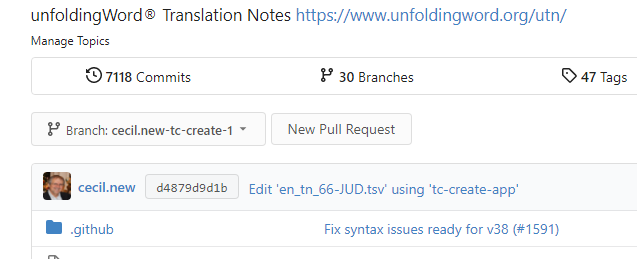 unfoldingWord® Translation Notes https://www.unfoldingword.org/utn/
Manage Topics
7118 Commits 30 Branches 47 Tags
Branch: cecil.new-tc-create-1 New Pull Request
cecil.new d4879d9d1b Edit 'en_tn_66-JUD.tsv' using 'tc-create-app'
.github Fix syntax issues ready for v38 (#1591)